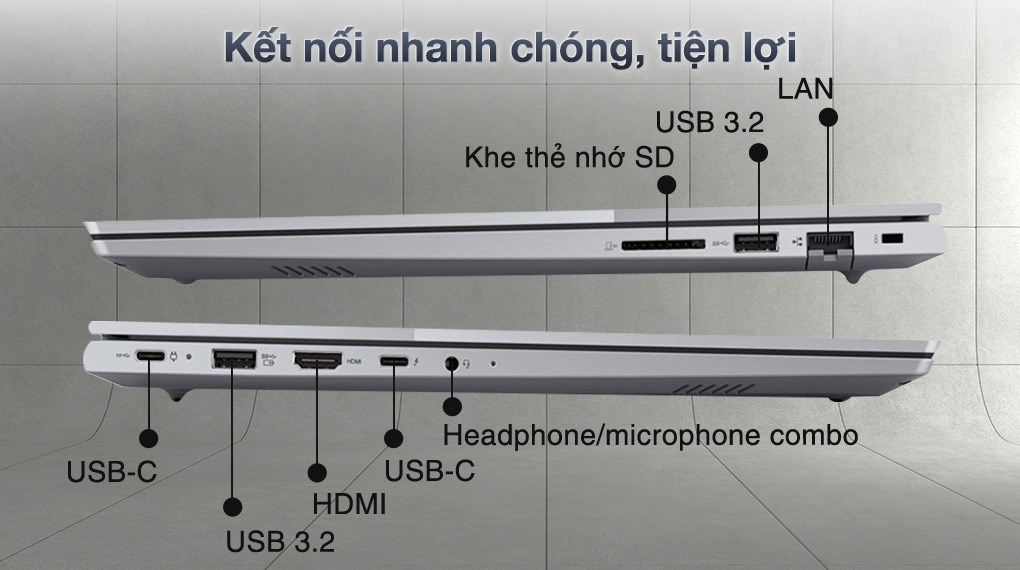 Kết nối nhanh chóng, tiện lợi
LAN
USB 3.2
Khe thẻ nhớ SD
HDMI
Headphone/microphone combo
USB-C
USB-C
HDMI
USB 3.2